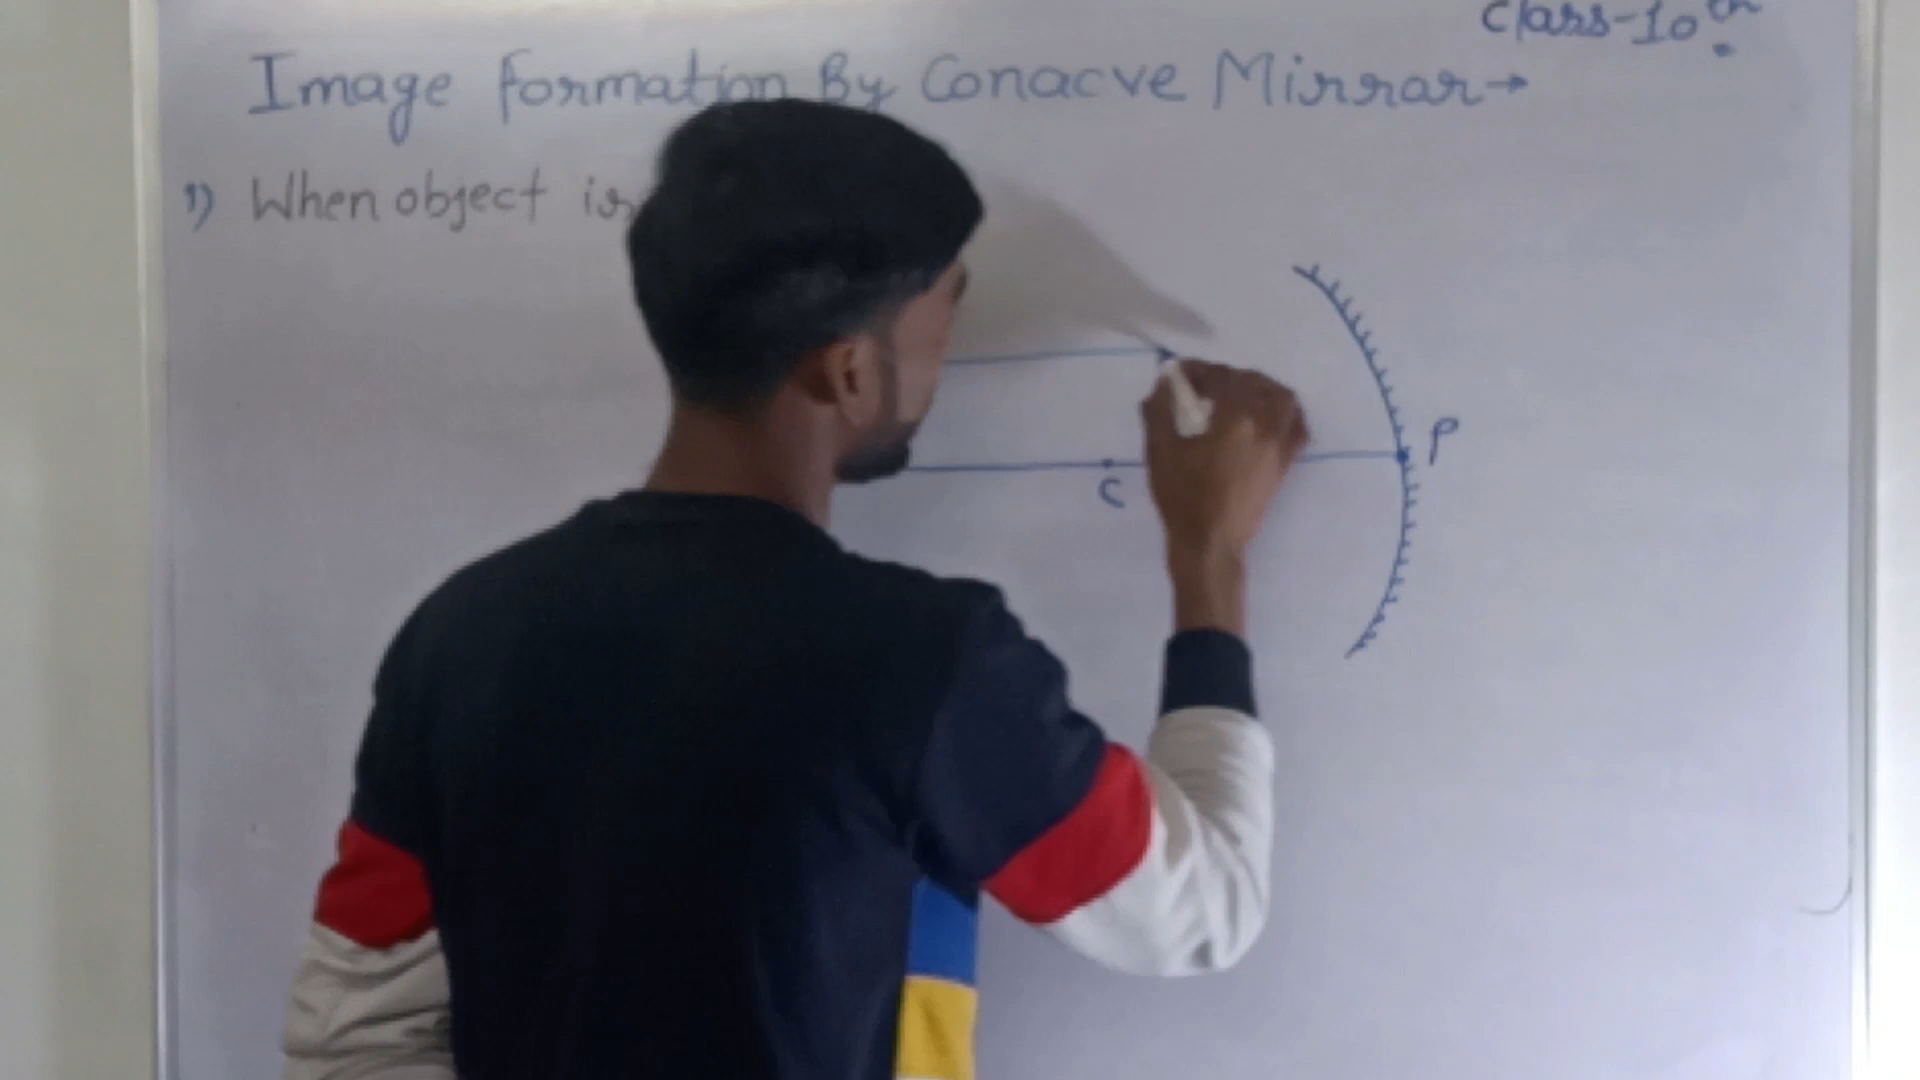 Class-10th
Image formation By Conacve Mirrar→
1) When object is
P
C